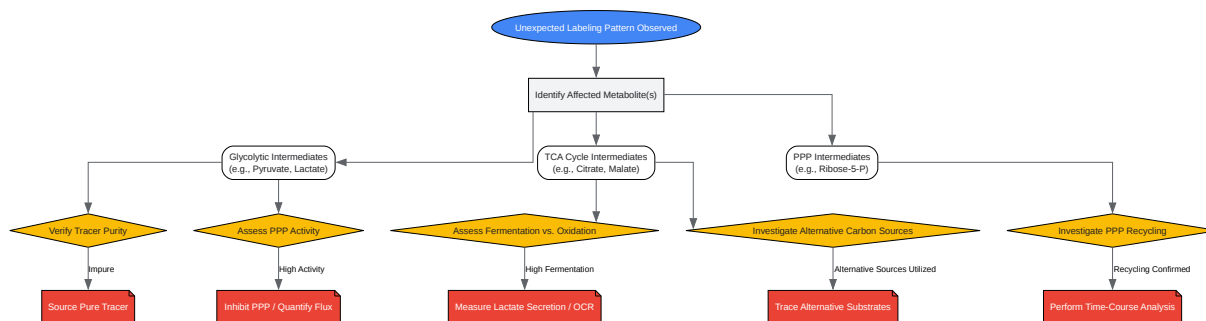 Unexpected Labeling Pattern Observed
Identify Affected Metabolite(s)
Glycolytic Intermediates
(e.g., Pyruvate, Lactate)
TCA Cycle Intermediates
(e.g., Citrate, Malate)
PPP Intermediates
(e.g., Ribose-5-P)
Verify Tracer Purity
Assess PPP Activity
Assess Fermentation vs. Oxidation
Investigate Alternative Carbon Sources
Investigate PPP Recycling
Impure
High Activity
High Fermentation
Alternative Sources Utilized
Recycling Confirmed
Source Pure Tracer
Inhibit PPP / Quantify Flux
Measure Lactate Secretion / OCR
Trace Alternative Substrates
Perform Time-Course Analysis